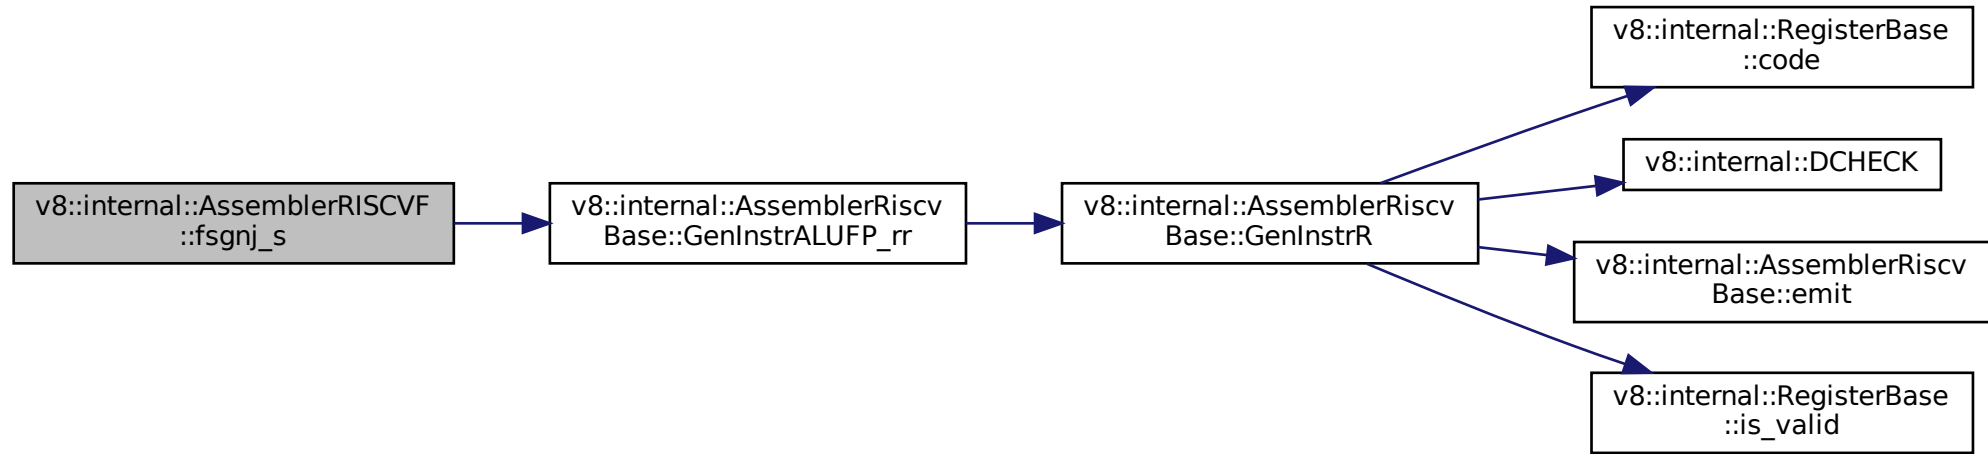 v8::internal::AssemblerRISCVF
::fsgnj_s
v8::internal::AssemblerRiscv
Base::GenInstrALUFP_rr
v8::internal::AssemblerRiscv
Base::GenInstrR
v8::internal::RegisterBase
::code
v8::internal::DCHECK
v8::internal::AssemblerRiscv
Base::emit
v8::internal::RegisterBase
::is_valid